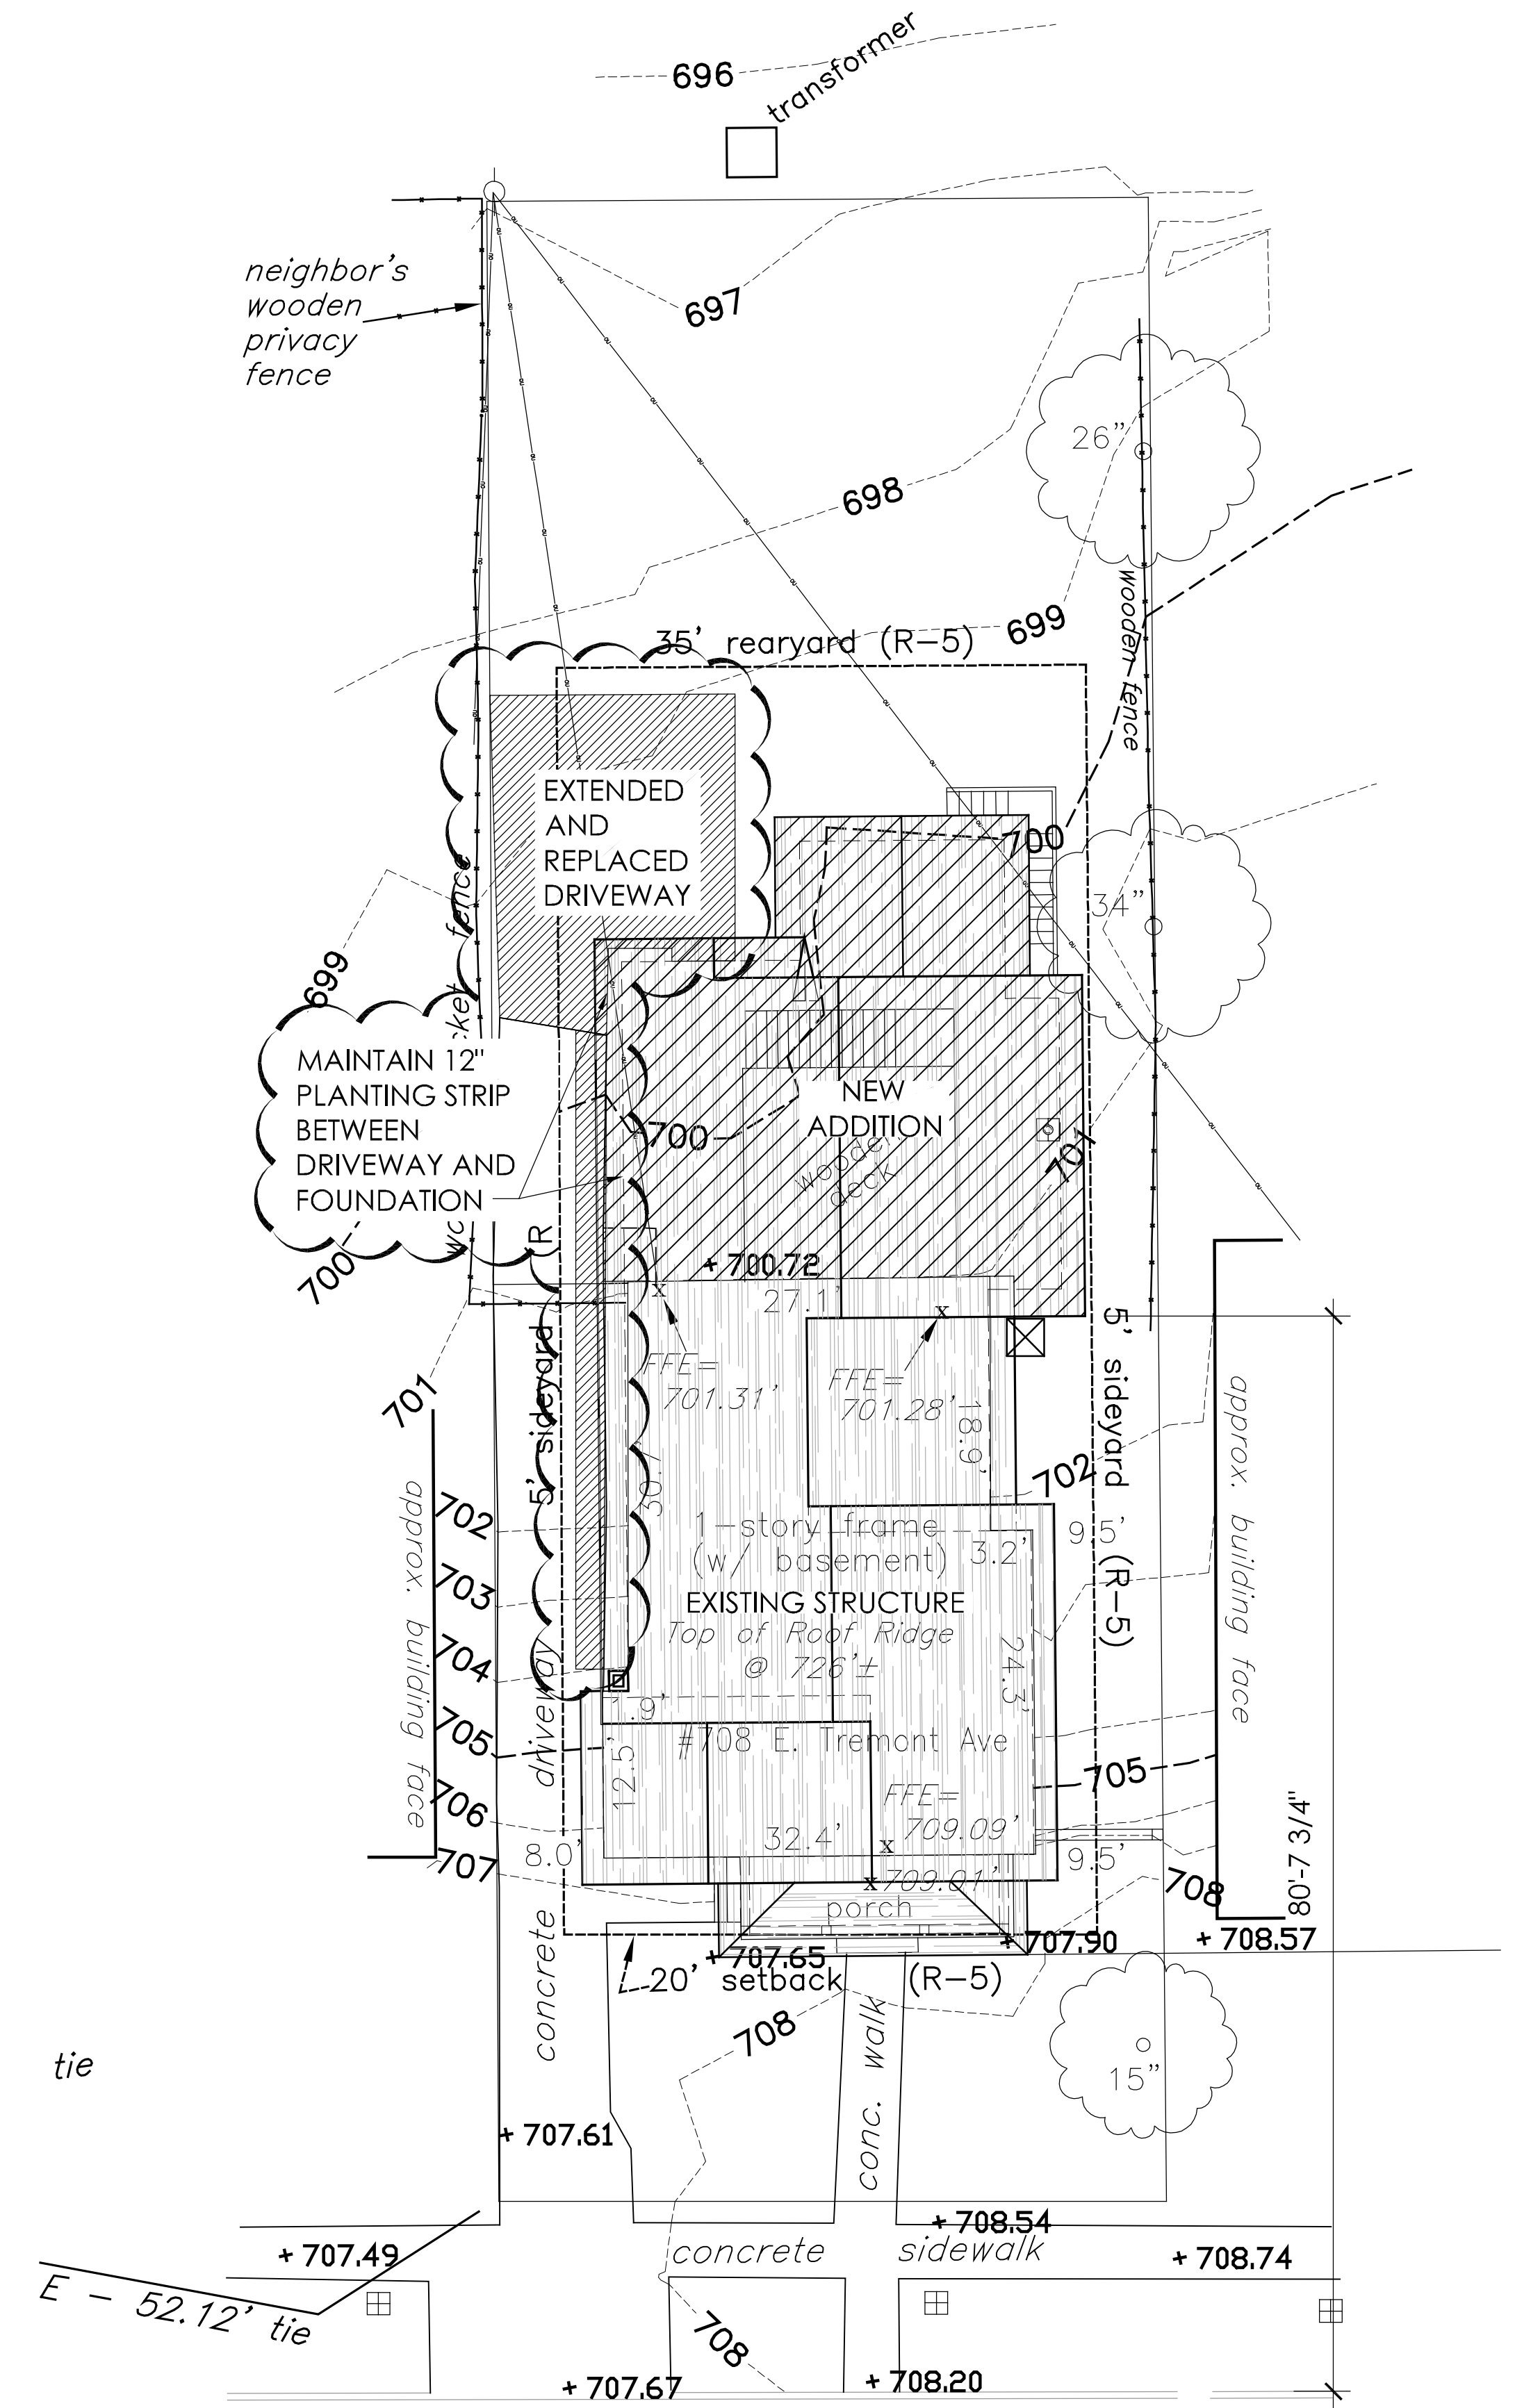 696
transformer
neighbor's
wooden
privacy
fence
697
26"
698
wooden fence
699
35' rearyard (R-5)
EXTENDED
AND
REPLACED
DRIVEWAY
700
34"
fence
699
MAINTAIN 12"
PLANTING STRIP
BETWEEN
DRIVEWAY AND
FOUNDATION
NEW
ADDITION
700
wooden
deck
701
700
+ 700.72
27.1'
x
x
FFE=
701.31'
FFE=
701.28'
18.9'
5' sideyard (R-5)
5' sideyard (R
701
approx. building face
approx. building face
702
702
703
704
705
706
707
1-story frame
(w/ basement)
3.2'
9.5'
EXISTING STRUCTURE
Top of Roof Ridge
@ 726'±
24.3'
1.9'
12.5'
#708 E. Tremont Ave
705
FFE=
709.09'
x
32.4'
8.0'
9.5'
x 709.01'
porch
708
80'-7 3/4"
concrete driveway
+ 707.65
+ 707.90
+ 708.57
20' setback (R-5)
708
conc. walk
15"
tie
+ 707.61
+ 708.54
+ 707.49
concrete sidewalk
+ 708.74
E - 52.12' tie
708
+ 707.67
+ 708.20